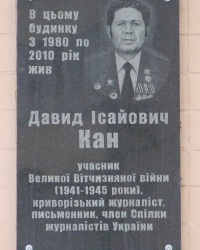 В цьому
будинку
З 1980 по
2010 рік
жив
Давид Ісайович
Кан
учасник
Великої Вітчизняної війни
(1941-1945 роки),
криворізький журналіст,
письменник, член Спілки
журналістів України